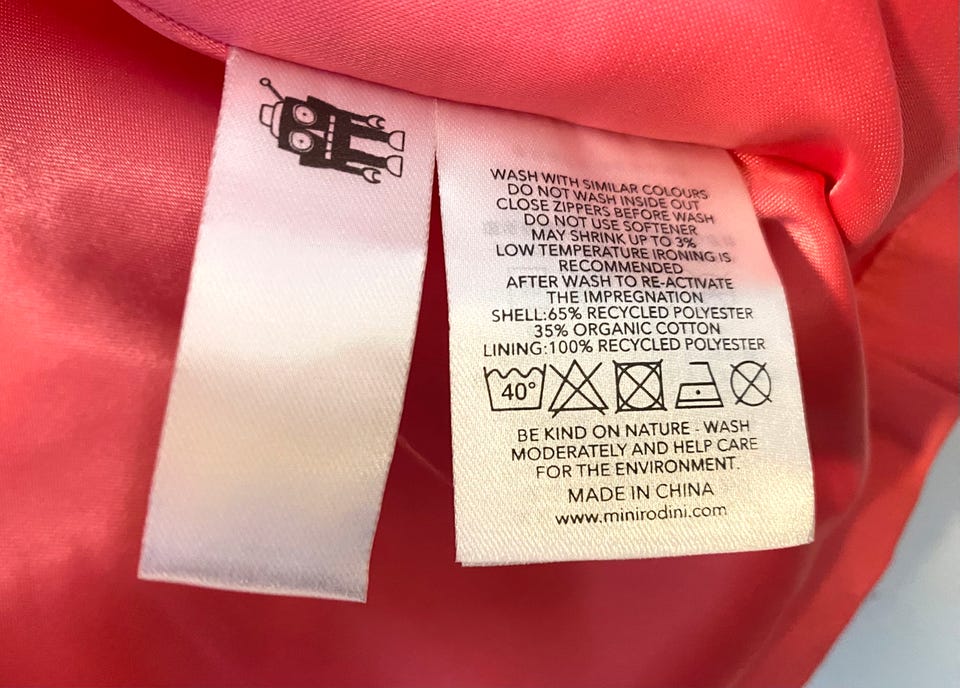 WASH WITH SIMILAR COLOURS
DO NOT WASH INSIDE OUT
CLOSE ZIPPERS BEFORE WASH
DO NOT USE SOFTENER
MAY SHRINK UP TO 3%
LOW TEMPERATURE IRONING IS
RECOMMENDED
AFTER WASH TO RE-ACTIVATE
THE IMPREGNATION
SHELL:65% RECYCLED POLYESTER
35% ORGANIC COTTON
LINING:100% RECYCLED POLYESTER
40°
BE KIND ON NATURE - WASH
MODERATELY AND HELP CARE
FOR THE ENVIRONMENT.
MADE IN CHINA
www.minirodini.com